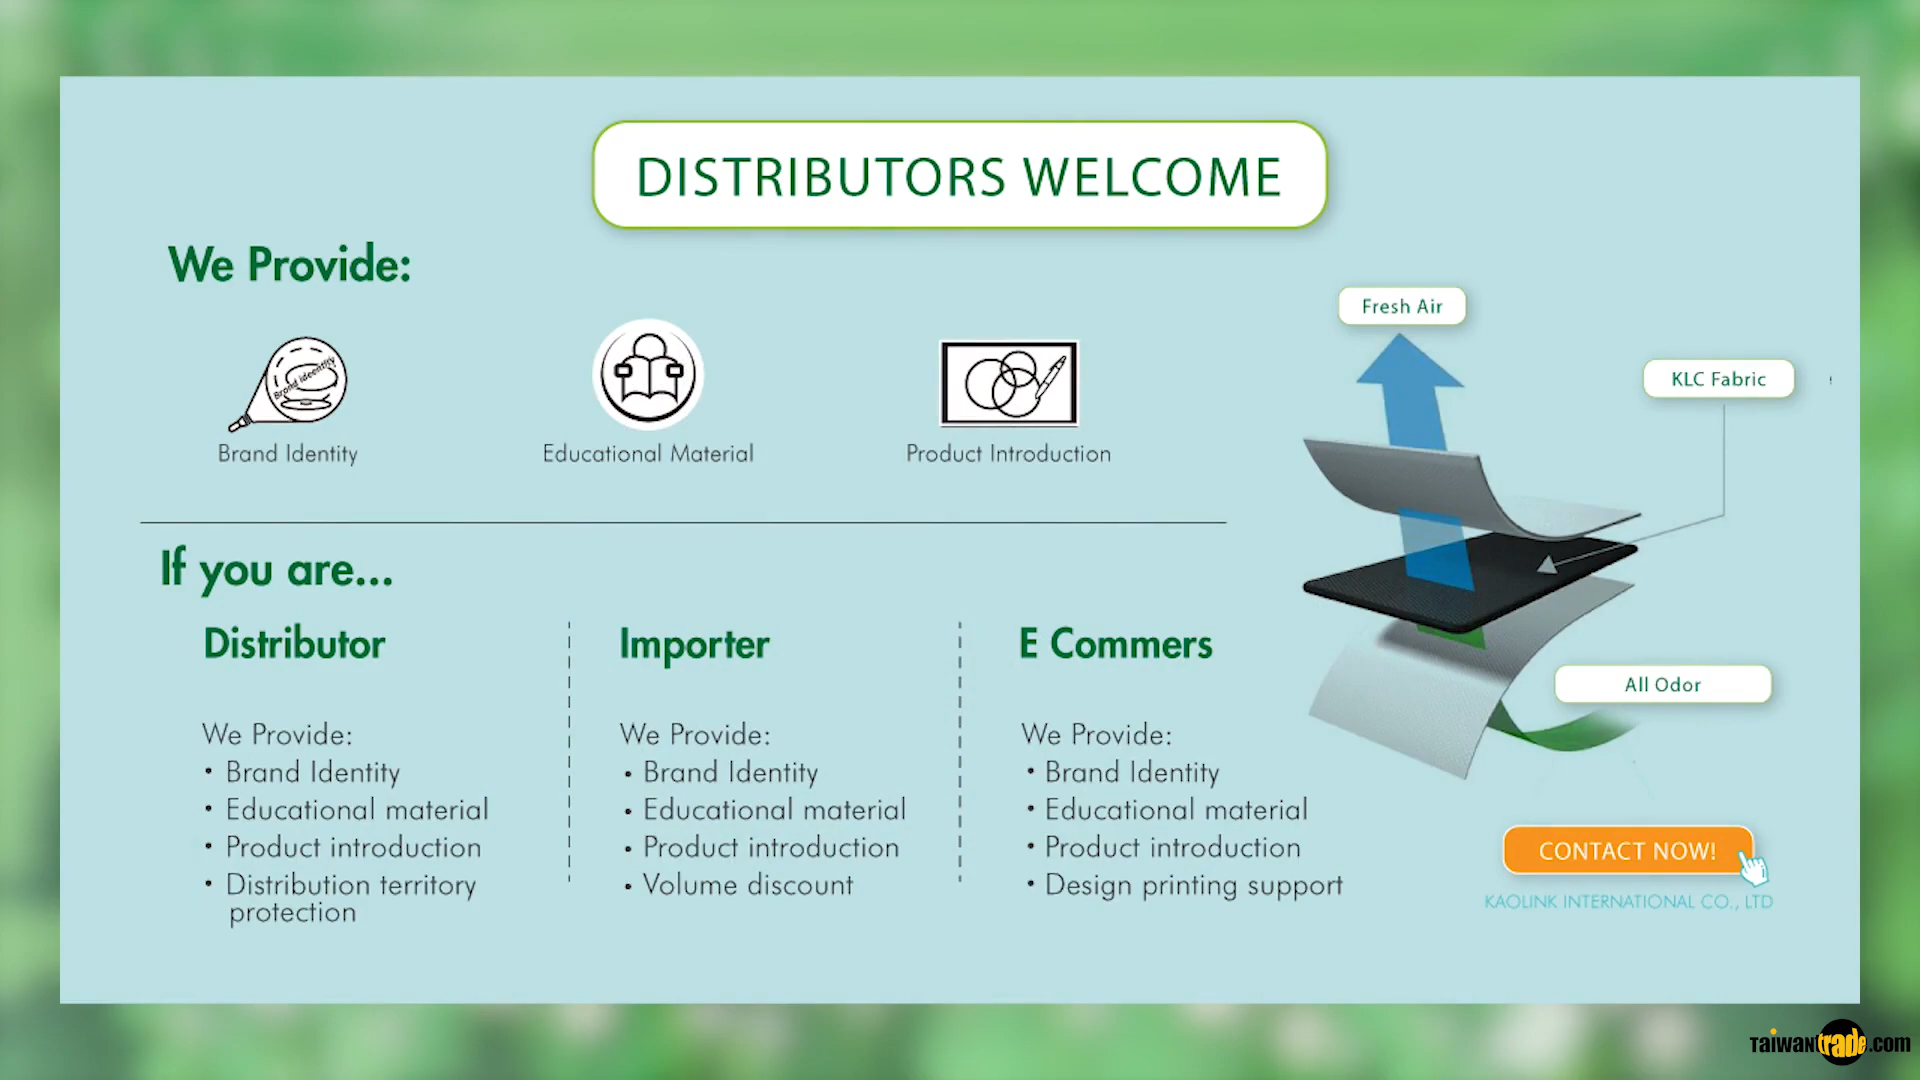 DISTRIBUTORS WELCOME
We Provide:
Brand Identity
Educational Material
Product Introduction
Fresh Air
KLC Fabric
All Odor
If you are...
Distributor
We Provide:
• Brand Identity
• Educational material
• Product introduction
• Distribution territory
protection
Importer
We Provide:
• Brand Identity
• Educational material
• Product introduction
• Volume discount
E Commers
We Provide:
• Brand Identity
• Educational material
• Product introduction
• Design printing support
CONTACT NOW!
KAOLINK INTERNATIONAL CO., LTD
Taiwantrade.com